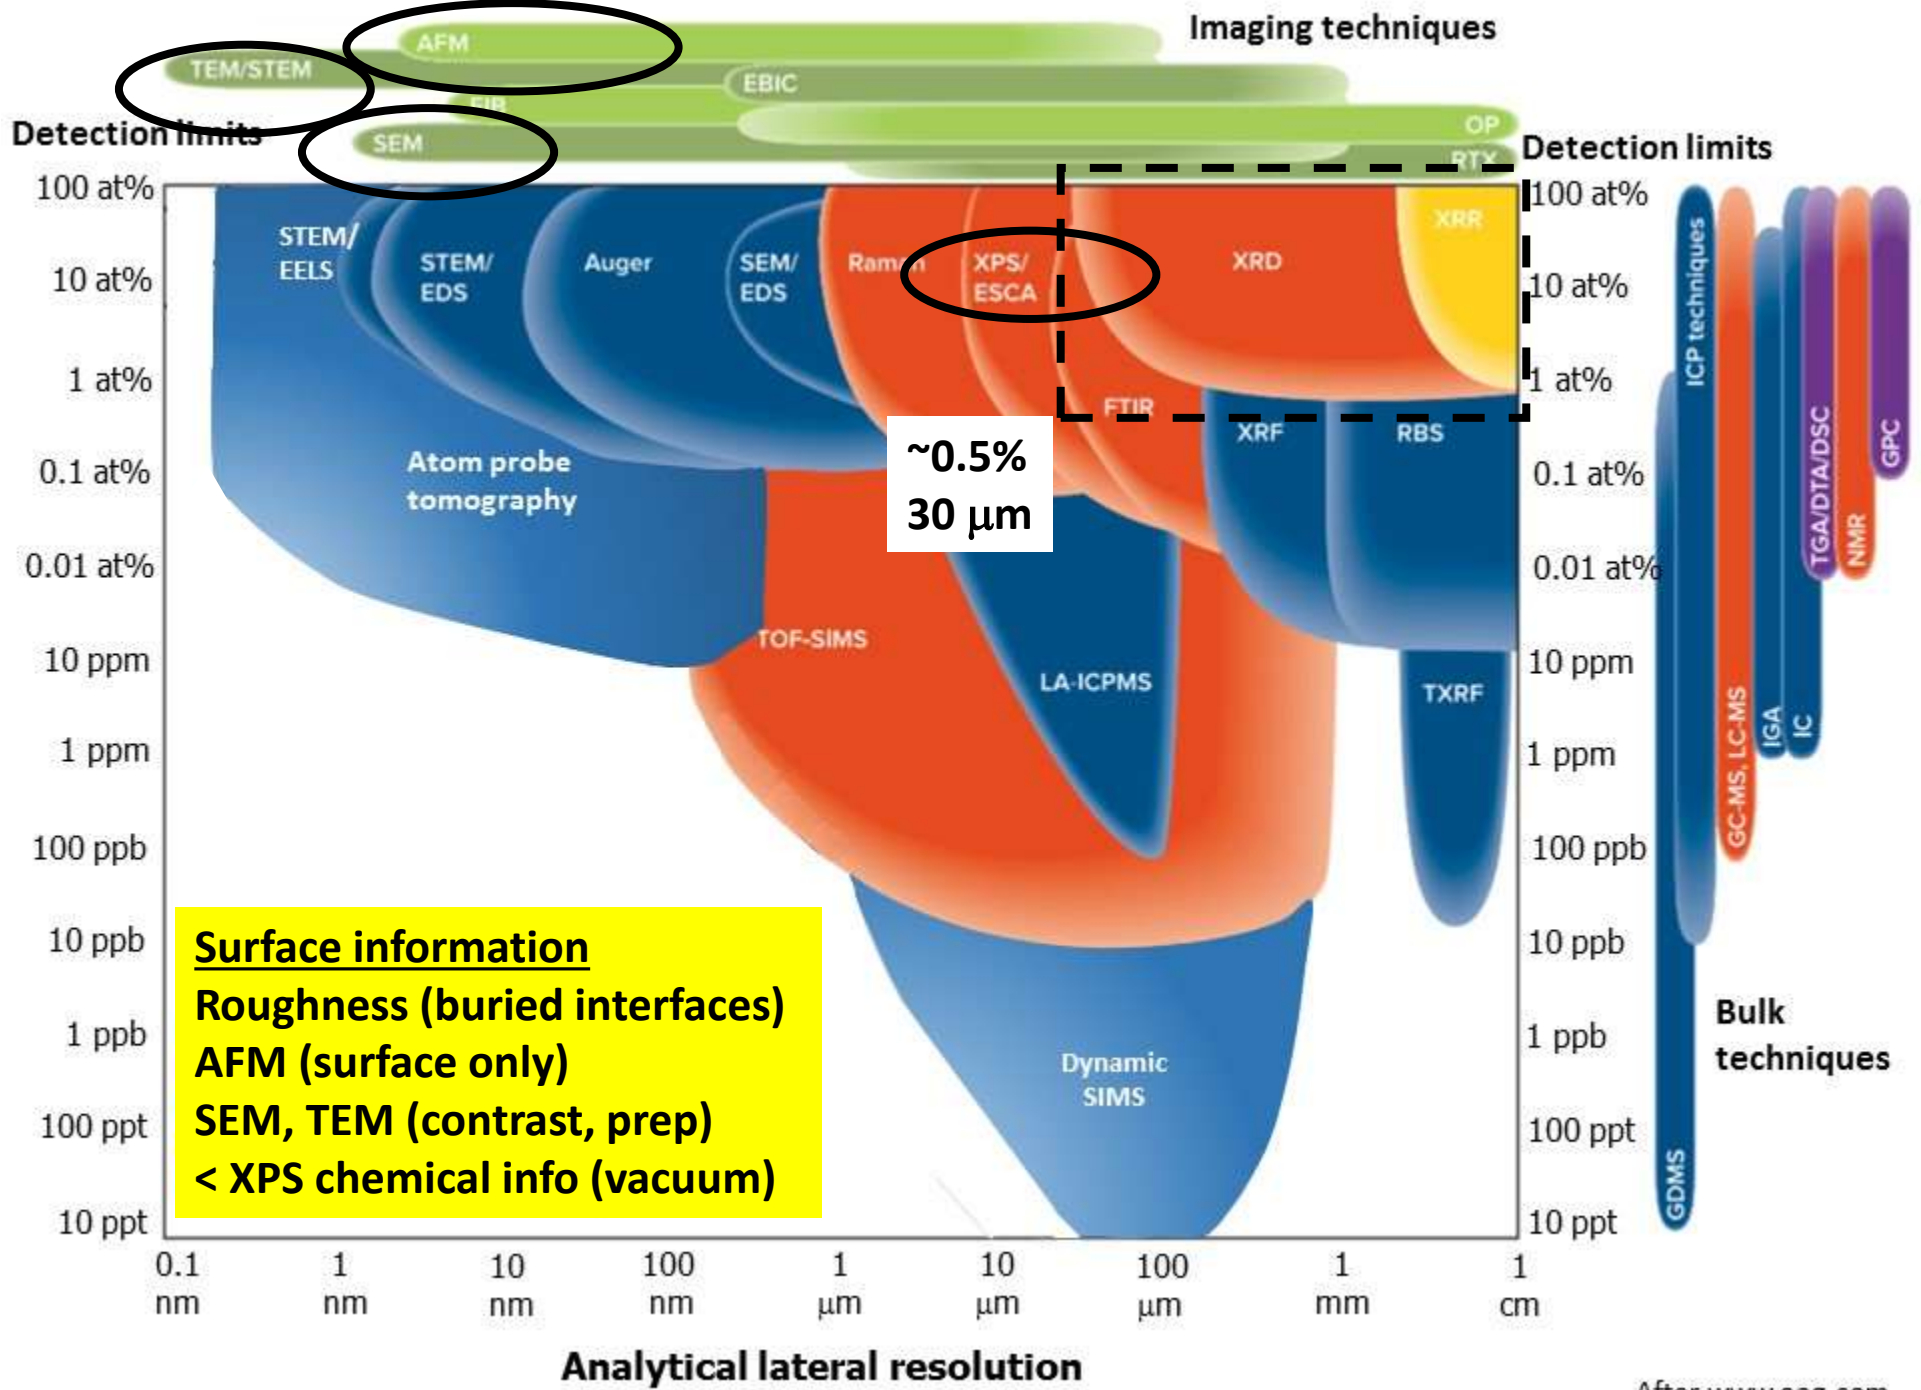 Imaging techniques
AFM
TEM/STEM
EBIC
FIB
OP
SEM
RTX
Detection limits
Detection limits
100 at%
10 at%
1 at%
0.1 at%
0.01 at%
10 ppm
1 ppm
100 ppb
10 ppb
1 ppb
100 ppt
10 ppt
STEM/
EELS
STEM/
EDS
Auger
SEM/
EDS
Raman
XPS/
ESCA
XRD
XRR
FTIR
XRF
RBS
~0.5%
30 μm
Atom probe
tomography
TOF-SIMS
LA-ICPMS
TXRF
Dynamic
SIMS
Surface information
Roughness (buried interfaces)
AFM (surface only)
SEM, TEM (contrast, prep)
< XPS chemical info (vacuum)
100 at%
10 at%
1 at%
0.1 at%
0.01 at%
10 ppm
1 ppm
100 ppb
10 ppb
1 ppb
100 ppt
10 ppt
GDMS
ICP techniques
GC-MS, LC-MS
IGA
IC
TGA/DTA/DSC
NMR
GPC
Bulk
techniques
0.1
nm
1
nm
10
nm
100
nm
1
μm
10
μm
100
μm
1
mm
1
cm
Analytical lateral resolution
After www.eag.com